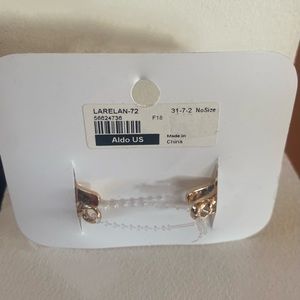 LARELAN-72 31-7-2 NoSize
56624736 F18
Aldo US Made in
China